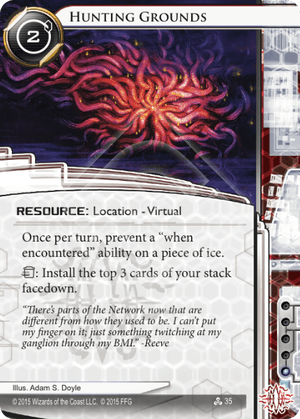 2
Hunting Grounds
RESOURCE: Location - Virtual
Once per turn, prevent a “when
encountered” ability on a piece of ice.
: Install the top 3 cards of your stack
facedown.
“There's parts of the Network now that are
different from how they used to be. I can't put
my finger on it; just something twitching at my
ganglion through my BMI.” -Reeve
Illus. Adam S. Doyle
© 2015 Wizards of the Coast LLC. © 2015 FFG
35